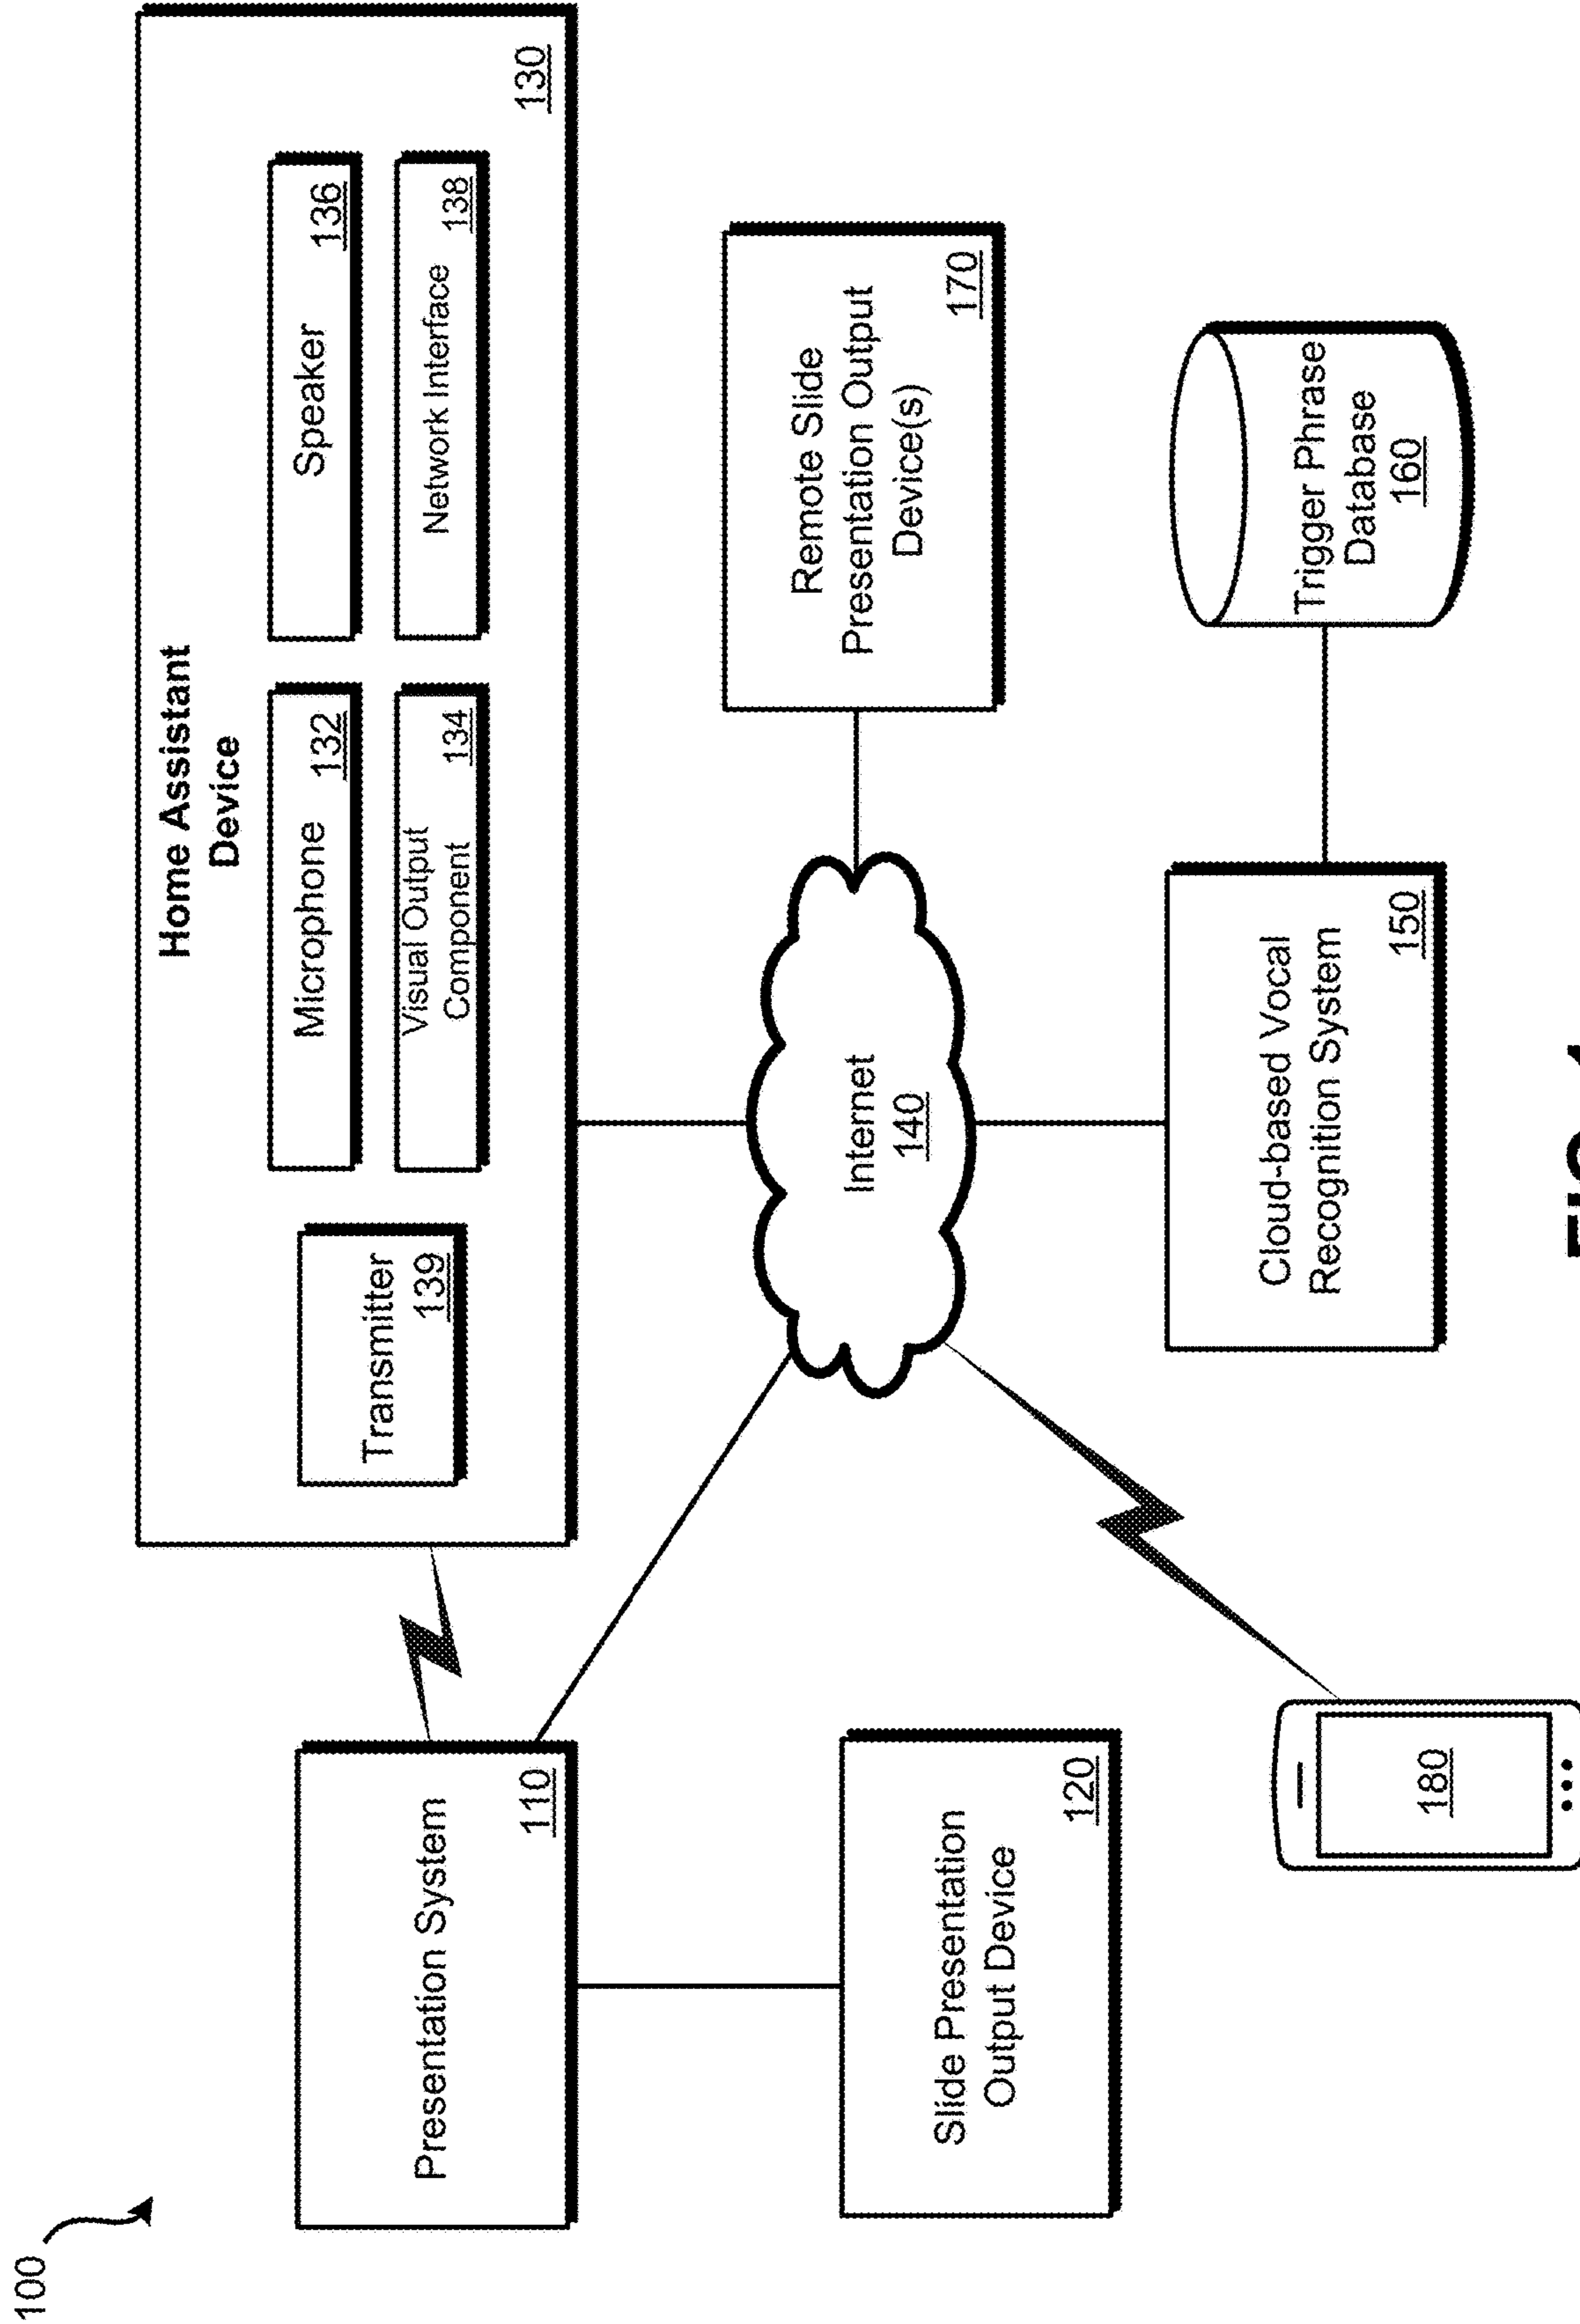 100
Home Assistant
Device
Transmitter
139
Microphone
132
Speaker
136
Visual Output
Component
134
Network Interface
138
130
Presentation System
110
Internet
140
Remote Slide
Presentation Output
Device(s)
170
Slide Presentation
Output Device
120
Cloud-based Vocal
Recognition System
150
Trigger Phrase
Database
160
180